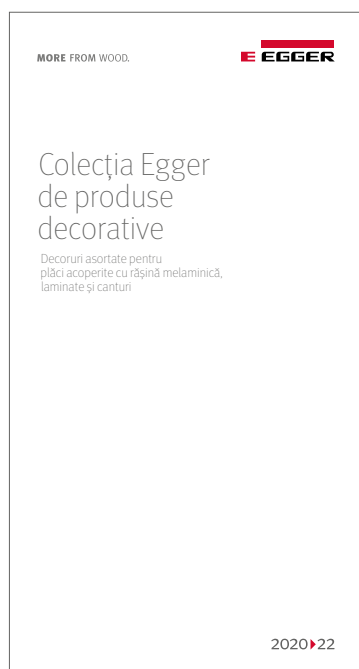 MORE FROM WOOD.
E EGGER
Colecția Egger
de produse
decorative
Decoruri asortate pentru
plăci acoperite cu rășină melaminică,
laminate și canturi
2020▸22